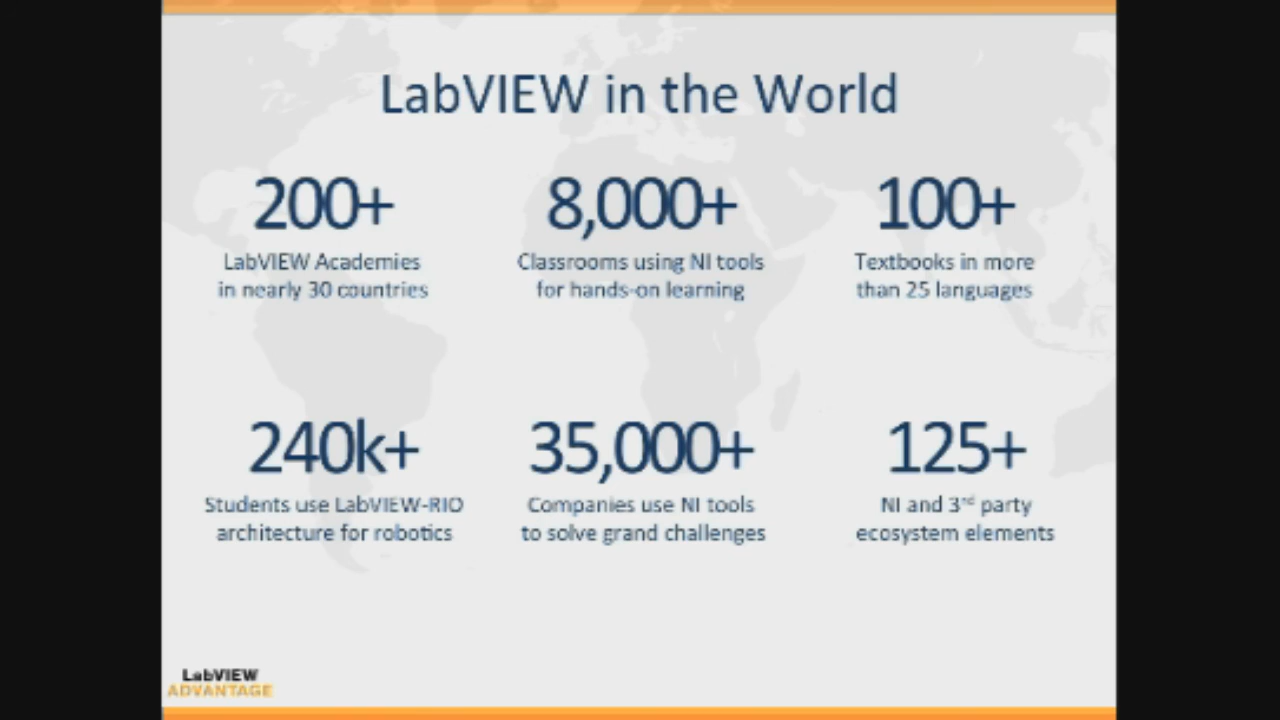 LabVIEW in the World
200+
LabVIEW Academies
in nearly 30 countries
8,000+
Classrooms using NI tools
for hands-on learning
100+
Textbooks in more
than 25 languages
240k+
Students use LabVIEW-RIO
architecture for robotics
35,000+
Companies use NI tools
to solve grand challenges
125+
NI and 3rd party
ecosystem elements
LabVIEW
ADVANTAGE